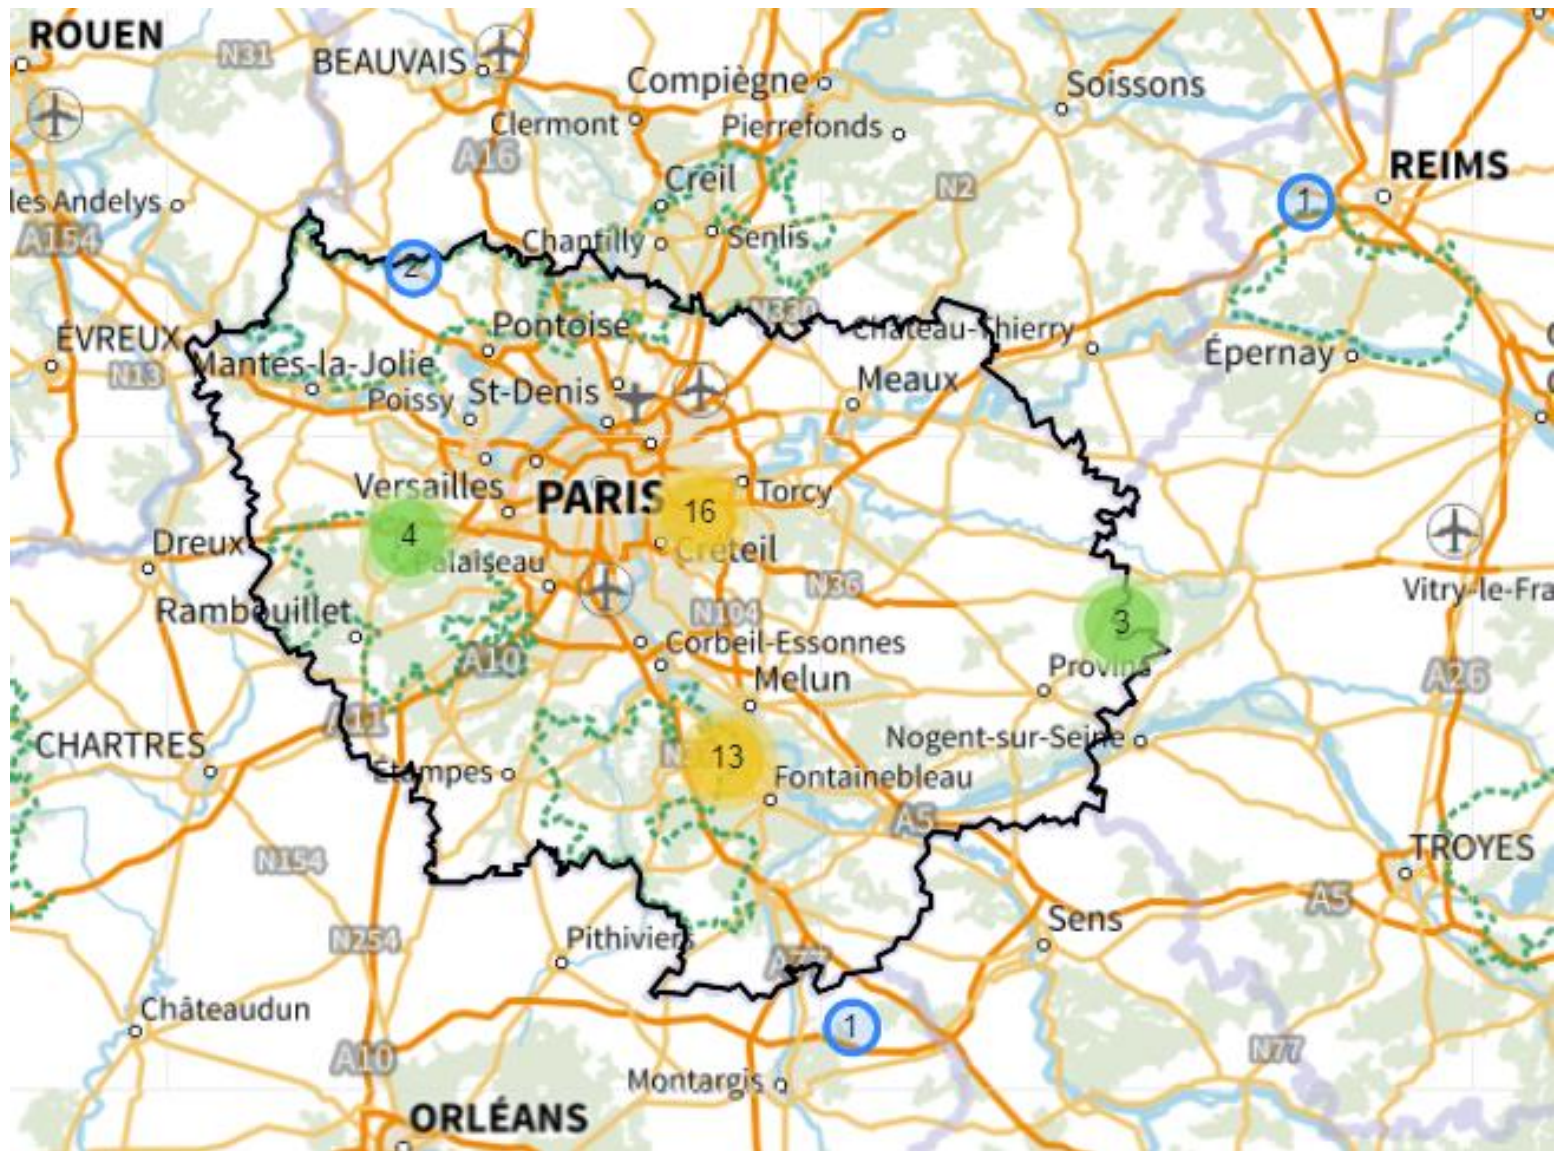 ROUEN
N31
BEAUVAIS
Compiègne
Soissons
Clermont
Pierrefonds
A16
REIMS
Creil
N2
les Andelys
1
A154
Chantilly
Senlis
2
N330
Pontoise
Château-Thierry
ÉVREUX
Épernay
N13
Mantes-la-Jolie
Meaux
Poissy
St-Denis
Versailles
PARIS
16
Torcy
4
Dreux
Créteil
Palaiseau
N36
Vitry-le-Fra
Rambouillet
N104
3
Corbeil-Essonnes
A10
Provins
Melun
A26
A11
CHARTRES
Nogent-sur-Seine
13
Étampes
Fontainebleau
A5
TROYES
N154
A5
Sens
N254
Pithiviers
A77
Châteaudun
1
A10
N77
Montargis
ORLÉANS